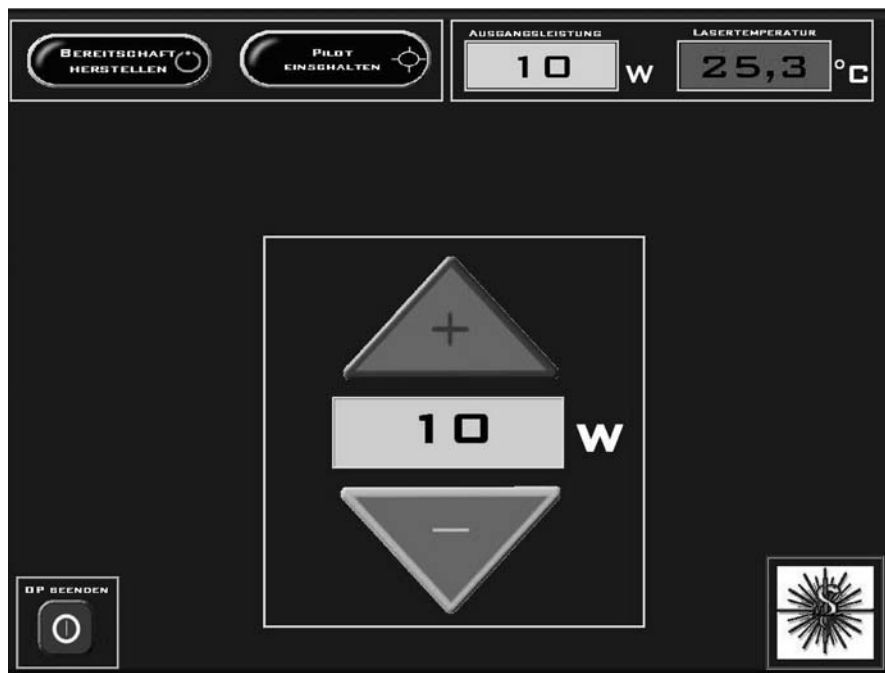 BEREITSCHAFT
HERSTELLEN
PILOT
EINSCHALTEN
AUSGANGSLEISTUNG
10 W
LASERTEMPERATUR
25,3 °C
+
10 W
−
OP BEENDEN